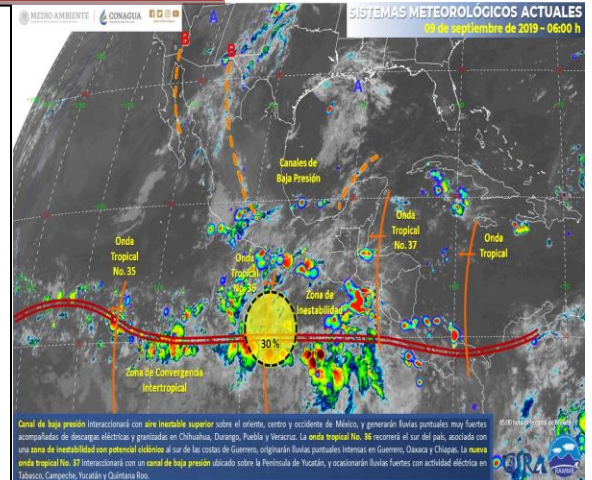 MEDIO AMBIENTE
CONAGUA
SISTEMAS METEOROLÓGICOS ACTUALES
09 de septiembre de 2019 – 06:00 h
A
B
B
A
Canales de
Baja Presión
Onda
Tropical
No. 35
Onda
Tropical
No. 36
Zona de
Inestabilidad
Onda
Tropical
No. 37
Onda
Tropical
30 %
Zona de Convergencia
Intertropical
Canal de baja presión interaccionará con aire inestable superior sobre el oriente, centro y occidente de México, y generarán lluvias puntuales muy fuertes
acompañadas de descargas eléctricas y granizadas en Chihuahua, Durango, Puebla y Veracruz. La onda tropical No. 36 recorrerá el sur del país, asociada con
una zona de inestabilidad con potencial ciclónico al sur de las costas de Guerrero, originarán lluvias puntuales intensas en Guerrero, Oaxaca y Chiapas. La nueva
onda tropical No. 37 interaccionará con un canal de baja presión ubicado sobre la Península de Yucatán, y ocasionarán lluvias fuertes con actividad eléctrica en
Tabasco, Campeche, Yucatán y Quintana Roo.
CIRA
RAMMB